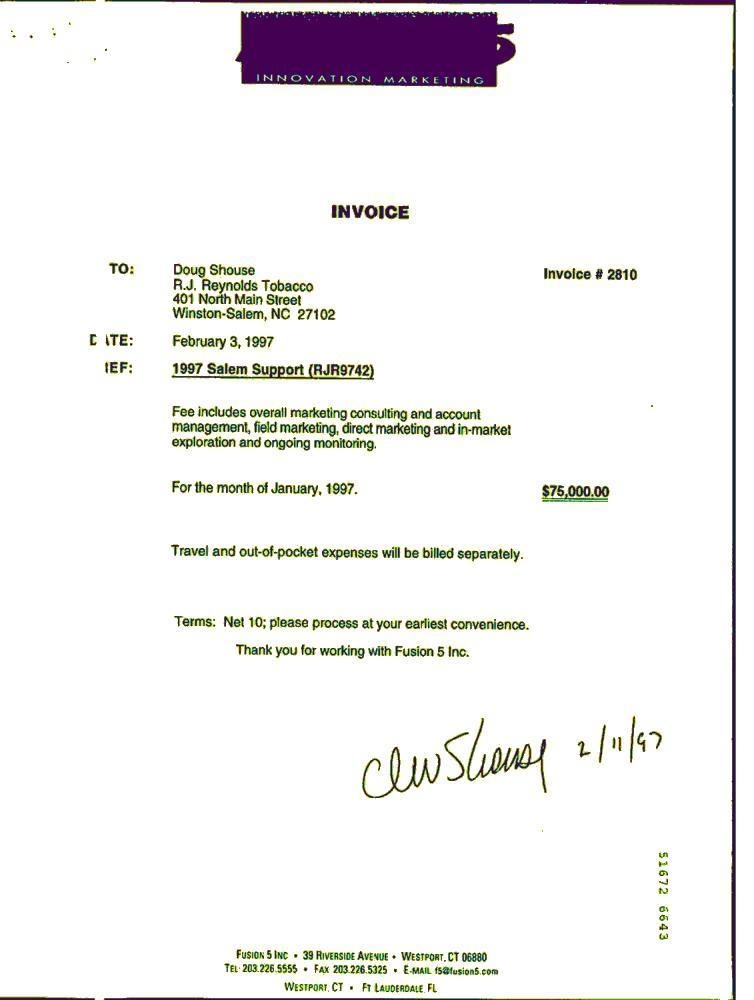 5
INNOVATION MARKETING
INVOICE
TO: Doug Shouse
Invoice # 2810
R.J. Reynolds Tobacco
401 North Main Street
Winston-Salem, NC 27102
DATE: February 3, 1997
REF: 1997 Salem Support (RJR9742)
Fee includes overall marketing consulting and account
management, field marketing, direct marketing and in-market
exploration and ongoing monitoring.
For the month of January, 1997. $75,000.00
Travel and out-of-pocket expenses will be billed separately.
Terms: Net 10; please process at your earliest convenience.
Thank you for working with Fusion 5 Inc.
Shouse 2/11/97
51672 6643
FUSION 5 INC • 39 RIVERSIDE AVENUE • WESTPORT, CT 06880
TEL: 203.226.5555 • FAX 203.226.5325 • E-MAIL f5@fusion5.com
WESTPORT, CT • FT LAUDERDALE, FL